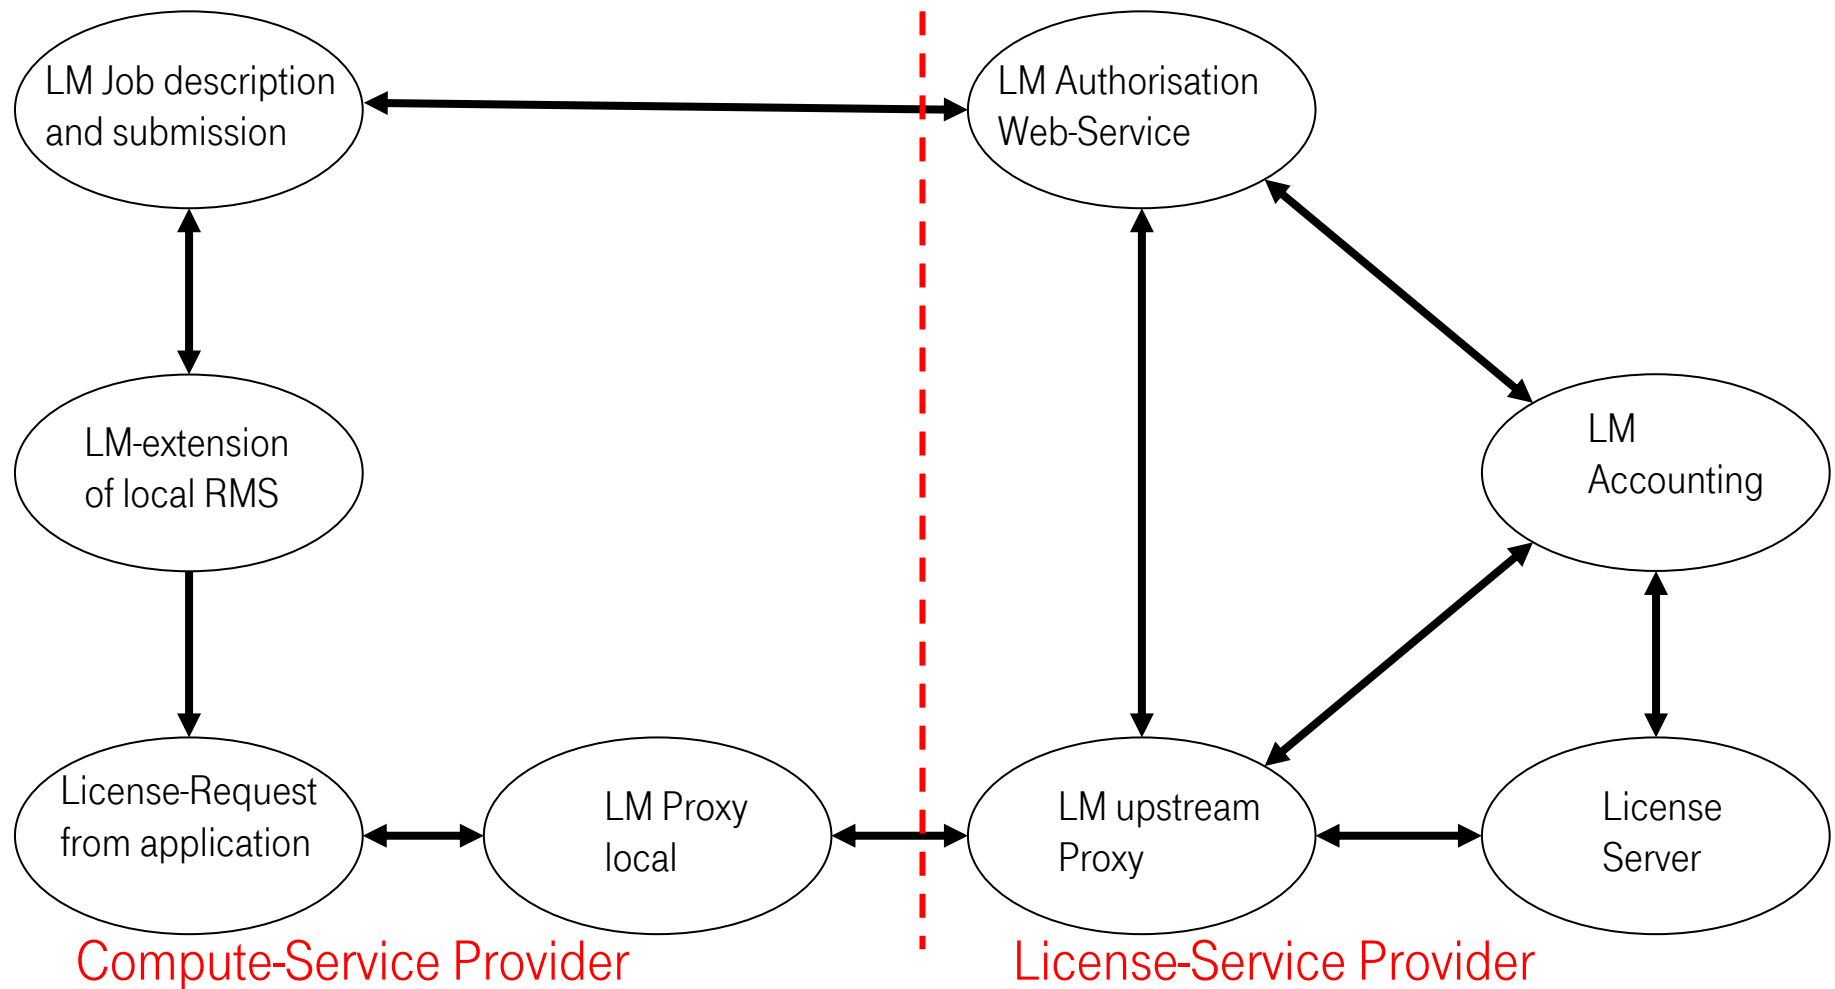 LM Job description
and submission
LM Authorisation
Web-Service
LM-extension
of local RMS
LM
Accounting
License-Request
from application
LM Proxy
local
LM upstream
Proxy
License
Server
Compute-Service Provider
License-Service Provider